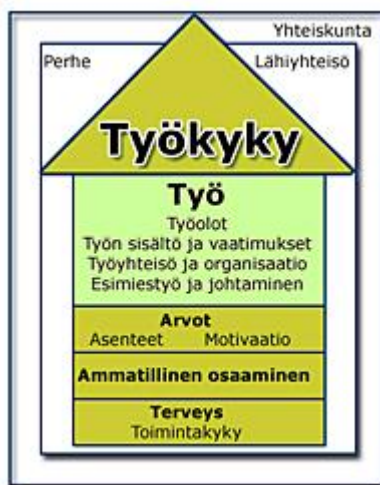 Yhteiskunta
Perhe Lähiyhteisö
Työkyky
Työ
Työolot
Työn sisältö ja vaatimukset
Työyhteisö ja organisaatio
Esimiestyö ja johtaminen
Arvot
Asenteet Motivaatio
Ammatillinen osaaminen
Terveys
Toimintakyky